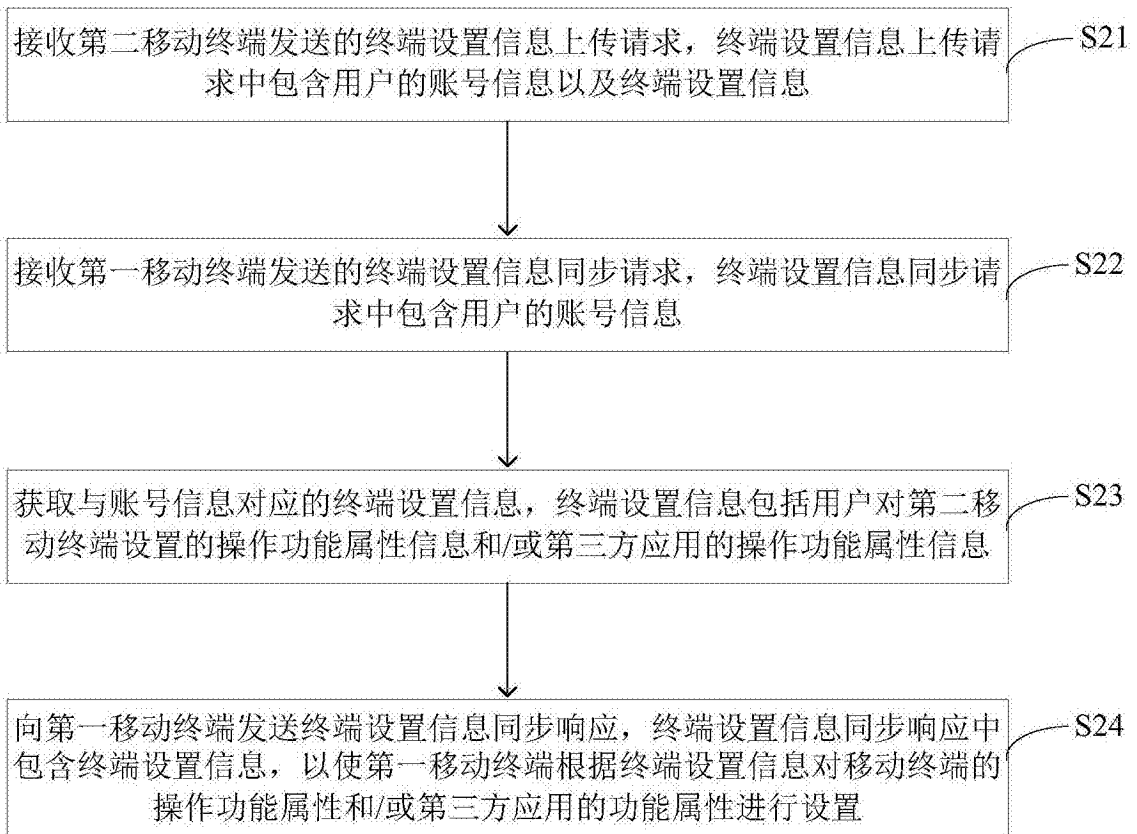 接收第二移动终端发送的终端设置信息上传请求，终端设置信息上传请
求中包含用户的账号信息以及终端设置信息
S21
接收第一移动终端发送的终端设置信息同步请求，终端设置信息同步请
求中包含用户的账号信息
S22
获取与账号信息对应的终端设置信息，终端设置信息包括用户对第二移
动终端设置的操作功能属性信息和/或第三方应用的操作功能属性信息
S23
向第一移动终端发送终端设置信息同步响应，终端设置信息同步响应中
包含终端设置信息，以使第一移动终端根据终端设置信息对移动终端的
操作功能属性和/或第三方应用的功能属性进行设置
S24